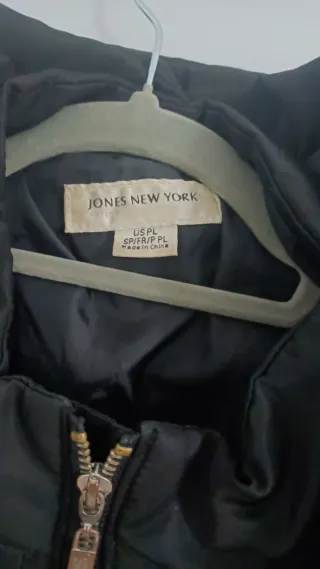 JONES NEW YORK
US PL
SP/FR/P PL
made in China